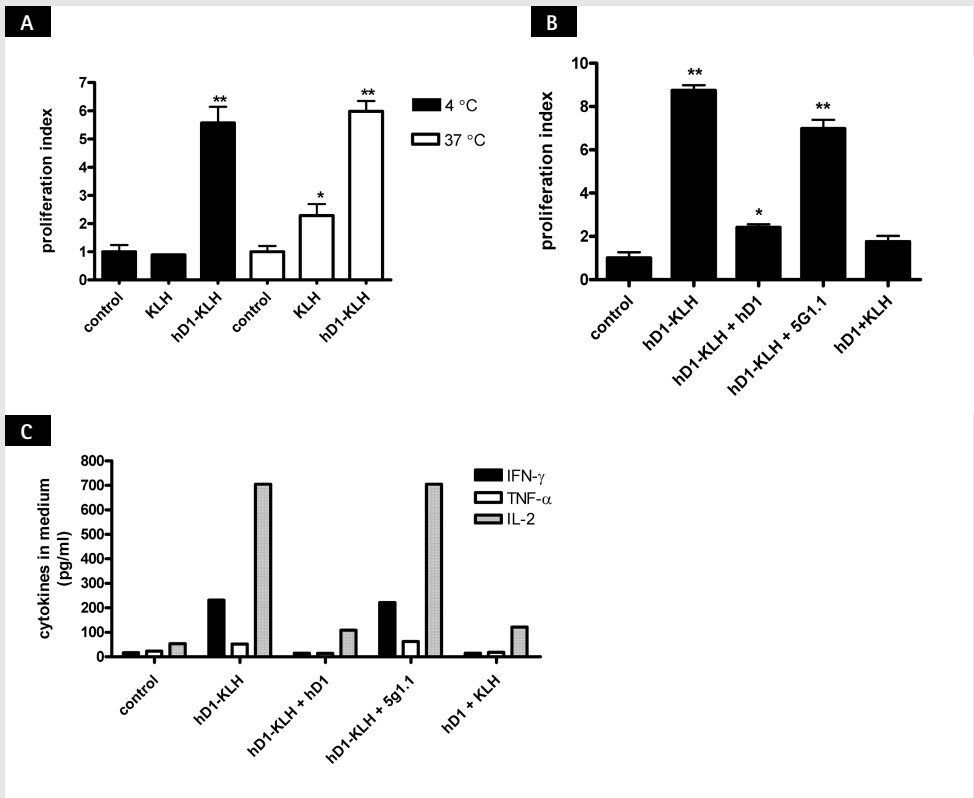 A
proliferation index
7
6
5
4
3
2
1
0
**
*
**
4 °C
37 °C
control
KLH
hD1-KLH
control
KLH
hD1-KLH
B
proliferation index
10
8
6
4
2
0
**
*
**
control
hD1-KLH
hD1-KLH + hD1
hD1-KLH + 5G1.1
hD1+KLH
C
cytokines in medium
(pg/ml)
800
700
600
500
400
300
200
100
0
IFN-γ
TNF-α
IL-2
control
hD1-KLH
hD1-KLH + hD1
hD1-KLH + 5g1.1
hD1 + KLH